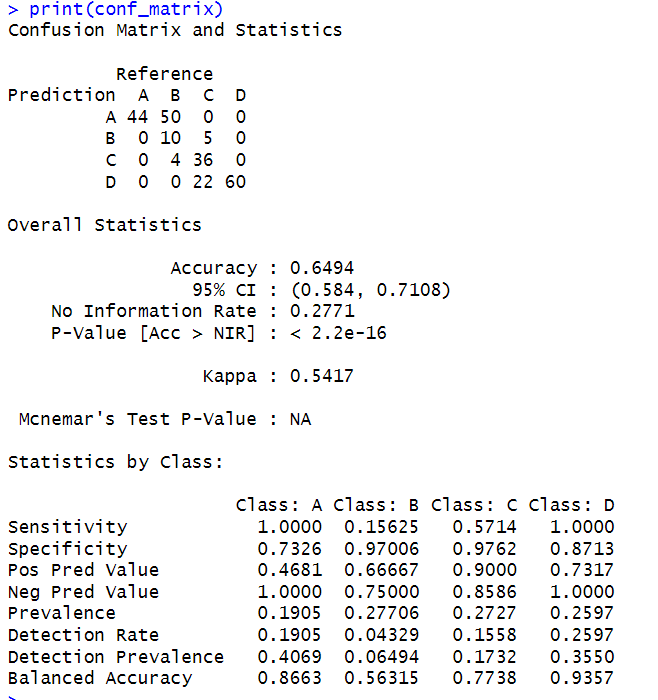 > print(conf_matrix)
Confusion Matrix and Statistics
Reference
Prediction A B C D
A 44 50 0 0
B 0 10 5 0
C 0 4 36 0
D 0 0 22 60
Overall Statistics
Accuracy : 0.6494
95% CI : (0.584, 0.7108)
No Information Rate : 0.2771
P-Value [Acc > NIR] : < 2.2e-16
Kappa : 0.5417
Mcnemar's Test P-Value : NA
Statistics by Class:
Class: A Class: B Class: C Class: D
Sensitivity 1.0000 0.15625 0.5714 1.0000
Specificity 0.7326 0.97006 0.9762 0.8713
Pos Pred Value 0.4681 0.66667 0.9000 0.7317
Neg Pred Value 1.0000 0.75000 0.8586 1.0000
Prevalence 0.1905 0.27706 0.2727 0.2597
Detection Rate 0.1905 0.04329 0.1558 0.2597
Detection Prevalence 0.4069 0.06494 0.1732 0.3550
Balanced Accuracy 0.8663 0.56315 0.7738 0.9357
>